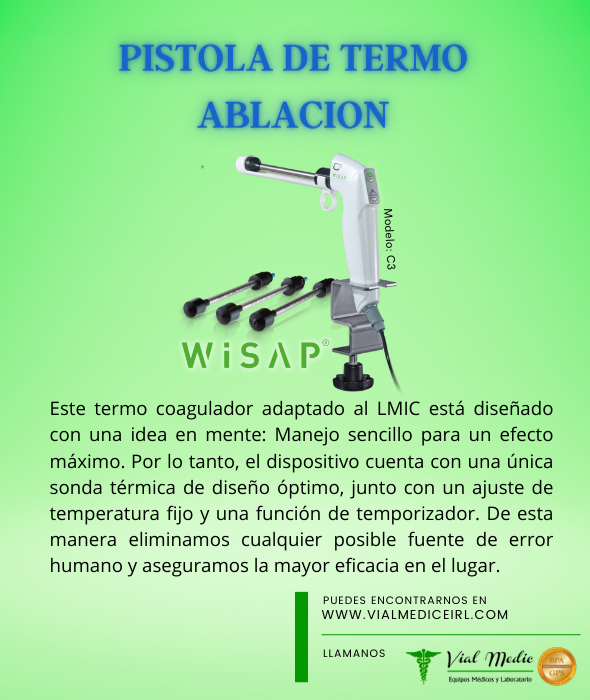 PISTOLA DE TERMO
ABLACION
WiSAP
Modelo: C3
WiSAP®
Este termo coagulador adaptado al LMIC está diseñado
con una idea en mente: Manejo sencillo para un efecto
máximo. Por lo tanto, el dispositivo cuenta con una única
sonda térmica de diseño óptimo, junto con un ajuste de
temperatura fijo y una función de temporizador. De esta
manera eliminamos cualquier posible fuente de error
humano y aseguramos la mayor eficacia en el lugar.
PUEDES ENCONTRARNOS EN
WWW.VIALMEDICEIRL.COM
LLAMANOS
Vial Medic
Equipos Médicos y Laboratorio
BPA
GPS